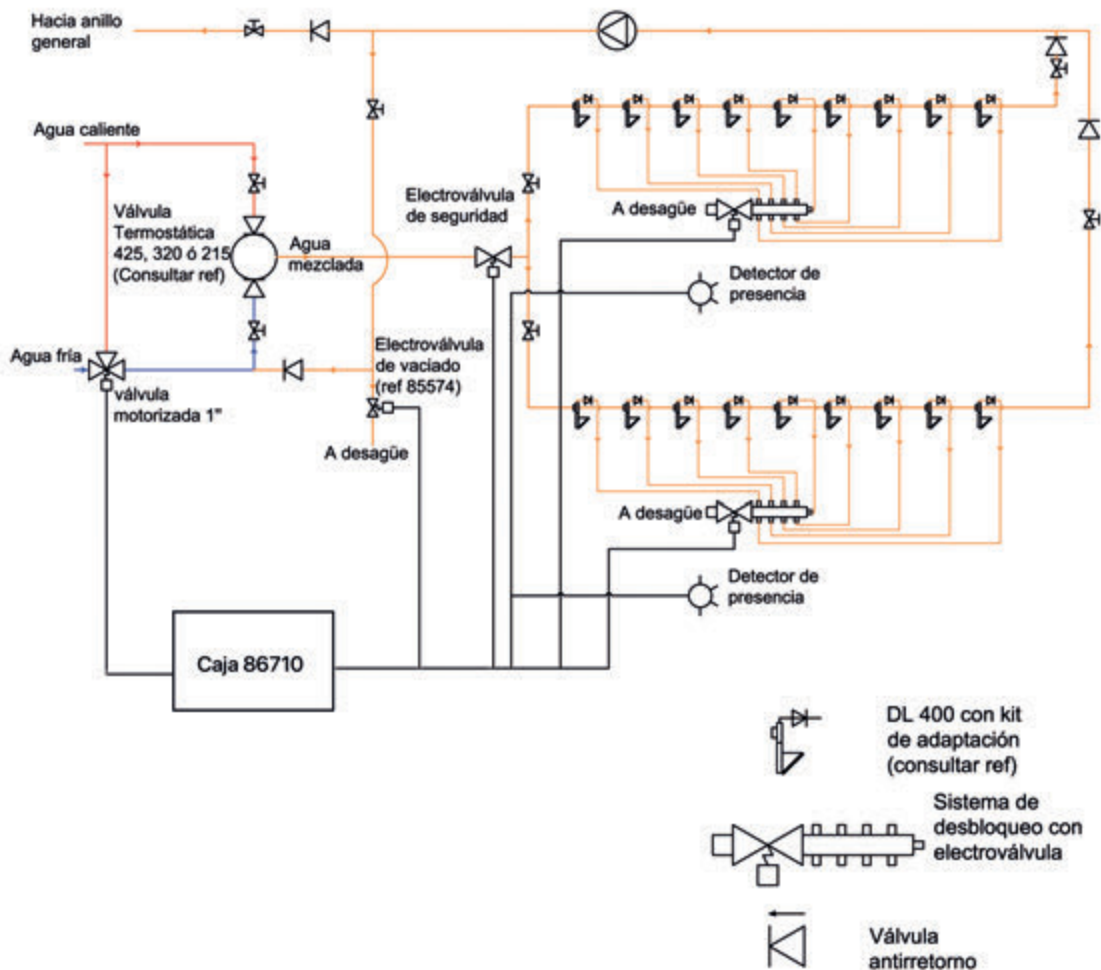 Hacia anillo
general
Agua caliente
Válvula
Termostática
425, 320 ó 215
(Consultar ref)
Agua
mezclada
Electroválvula
de seguridad
A desagüe
Detector de
presencia
Agua fría
válvula
motorizada 1"
Electroválvula
de vaciado
(ref 85574)
A desagüe
A desagüe
Detector de
presencia
Caja 86710
DL 400 con kit
de adaptación
(consultar ref)
Sistema de
desbloqueo con
electroválvula
Válvula
antirretorno